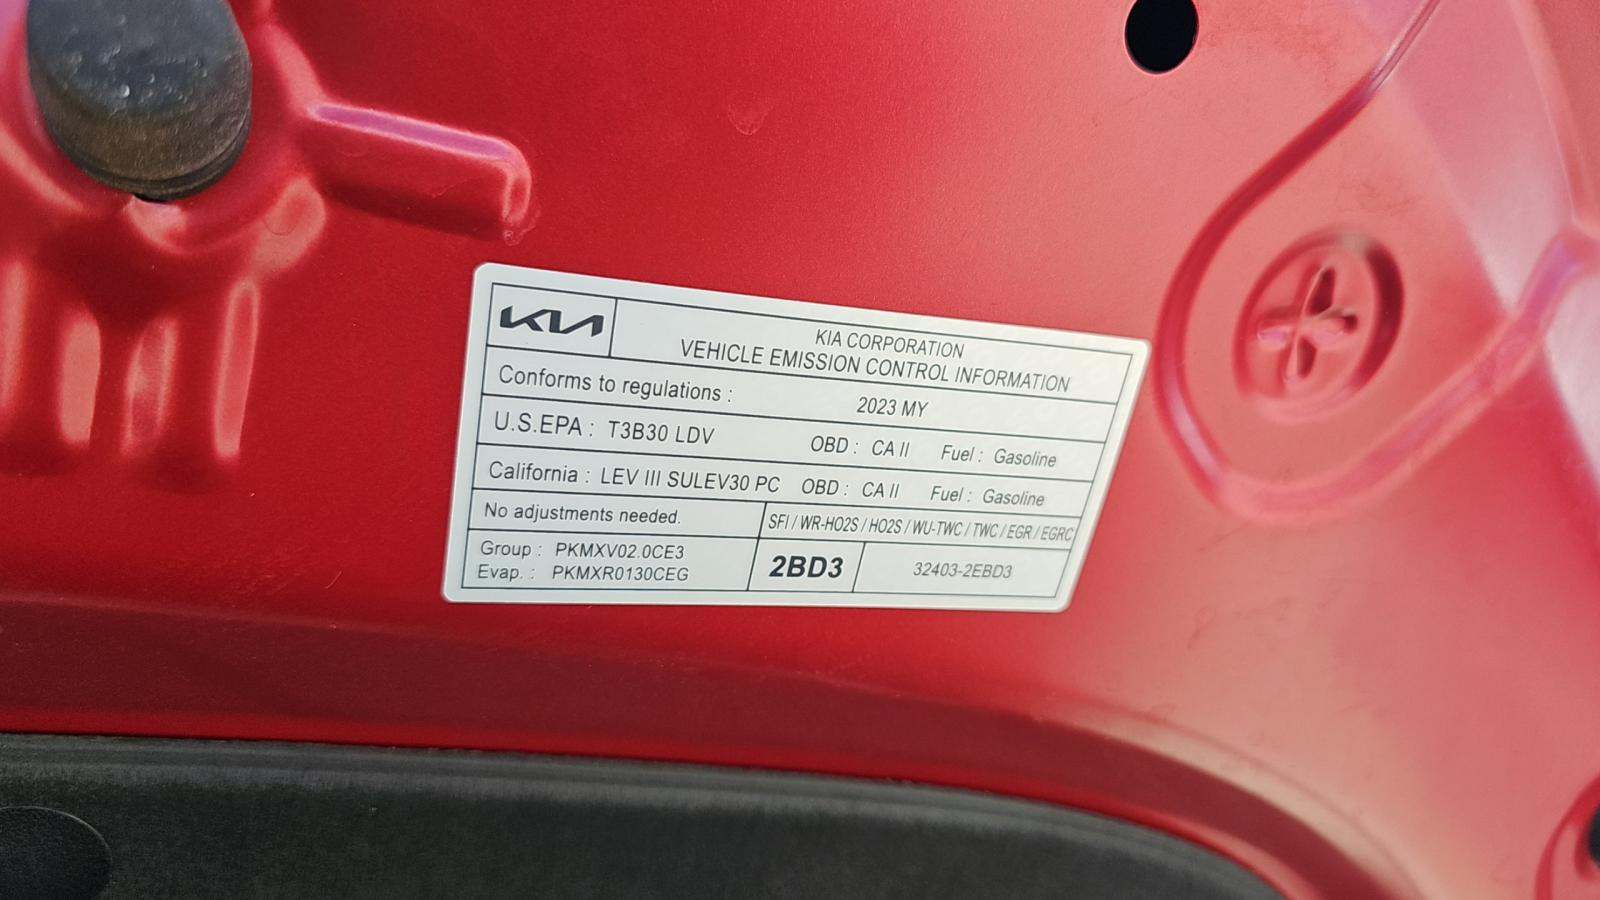 KIA
KIA CORPORATION
VEHICLE EMISSION CONTROL INFORMATION
Conforms to regulations : 2023 MY
U.S.EPA : T3B30 LDV OBD : CA II Fuel : Gasoline
California : LEV III SULEV30 PC OBD : CA II Fuel : Gasoline
No adjustments needed. SFI / WR-HO2S / HO2S / WU-TWC / TWC / EGR / EGRC
Group : PKMXV02.0CE3
Evap. : PKMXR0130CEG
2BD3 32403-2EBD3